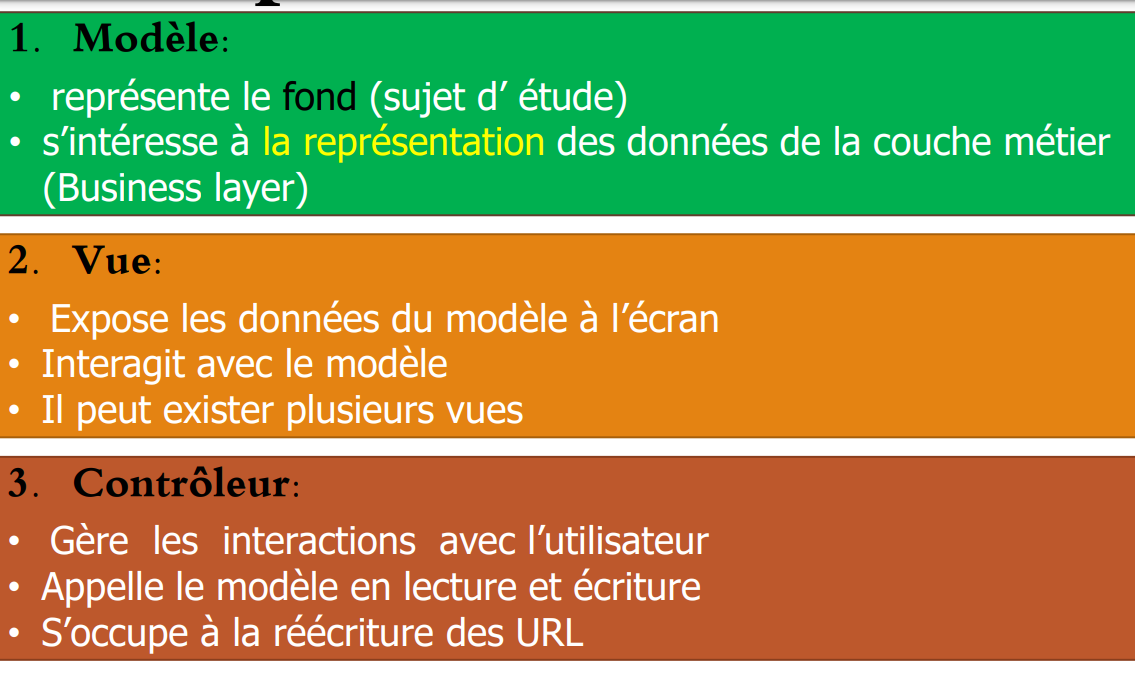 1. Modèle:
• représente le fond (sujet d’ étude)
• s’intéresse à la représentation des données de la couche métier
(Business layer)
2. Vue:
• Expose les données du modèle à l’écran
• Interagit avec le modèle
• Il peut exister plusieurs vues
3. Contrôleur:
• Gère les interactions avec l’utilisateur
• Appelle le modèle en lecture et écriture
• S’occupe à la réécriture des URL